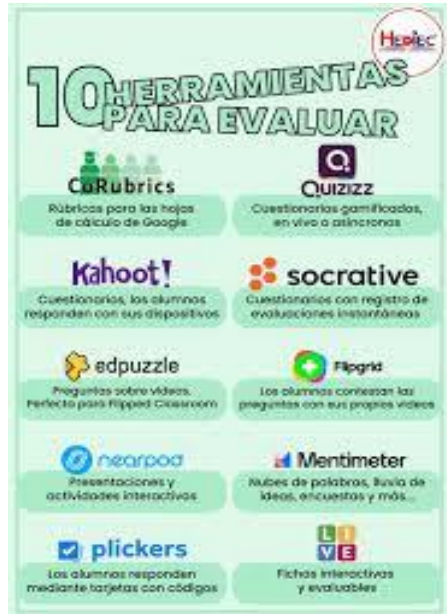 HEDIEC
10 HERRAMIENTAS
PARA EVALUAR
CoRubrics
Rúbricas para las hojas
de cálculo de Google
Q
QUIZIZZ
Cuestionarios gamificados,
en vivo o asíncronos
Kahoot!
Cuestionarios, los alumnos
responden con sus dispositivos
socrative
Cuestionarios con registro de
evaluaciones instantáneas
edpuzzle
Preguntas sobre vídeos.
Perfecto para Flipped Classroom
Flipgrid
Los alumnos contestan las
preguntas con sus propios vídeos
nearpod
Presentaciones y
actividades interactivas
Mentimeter
Nubes de palabras, lluvia de
ideas, encuestas y más...
plickers
Los alumnos responden
mediante tarjetas con códigos
LIVE
Fichas interactivas
y evaluables